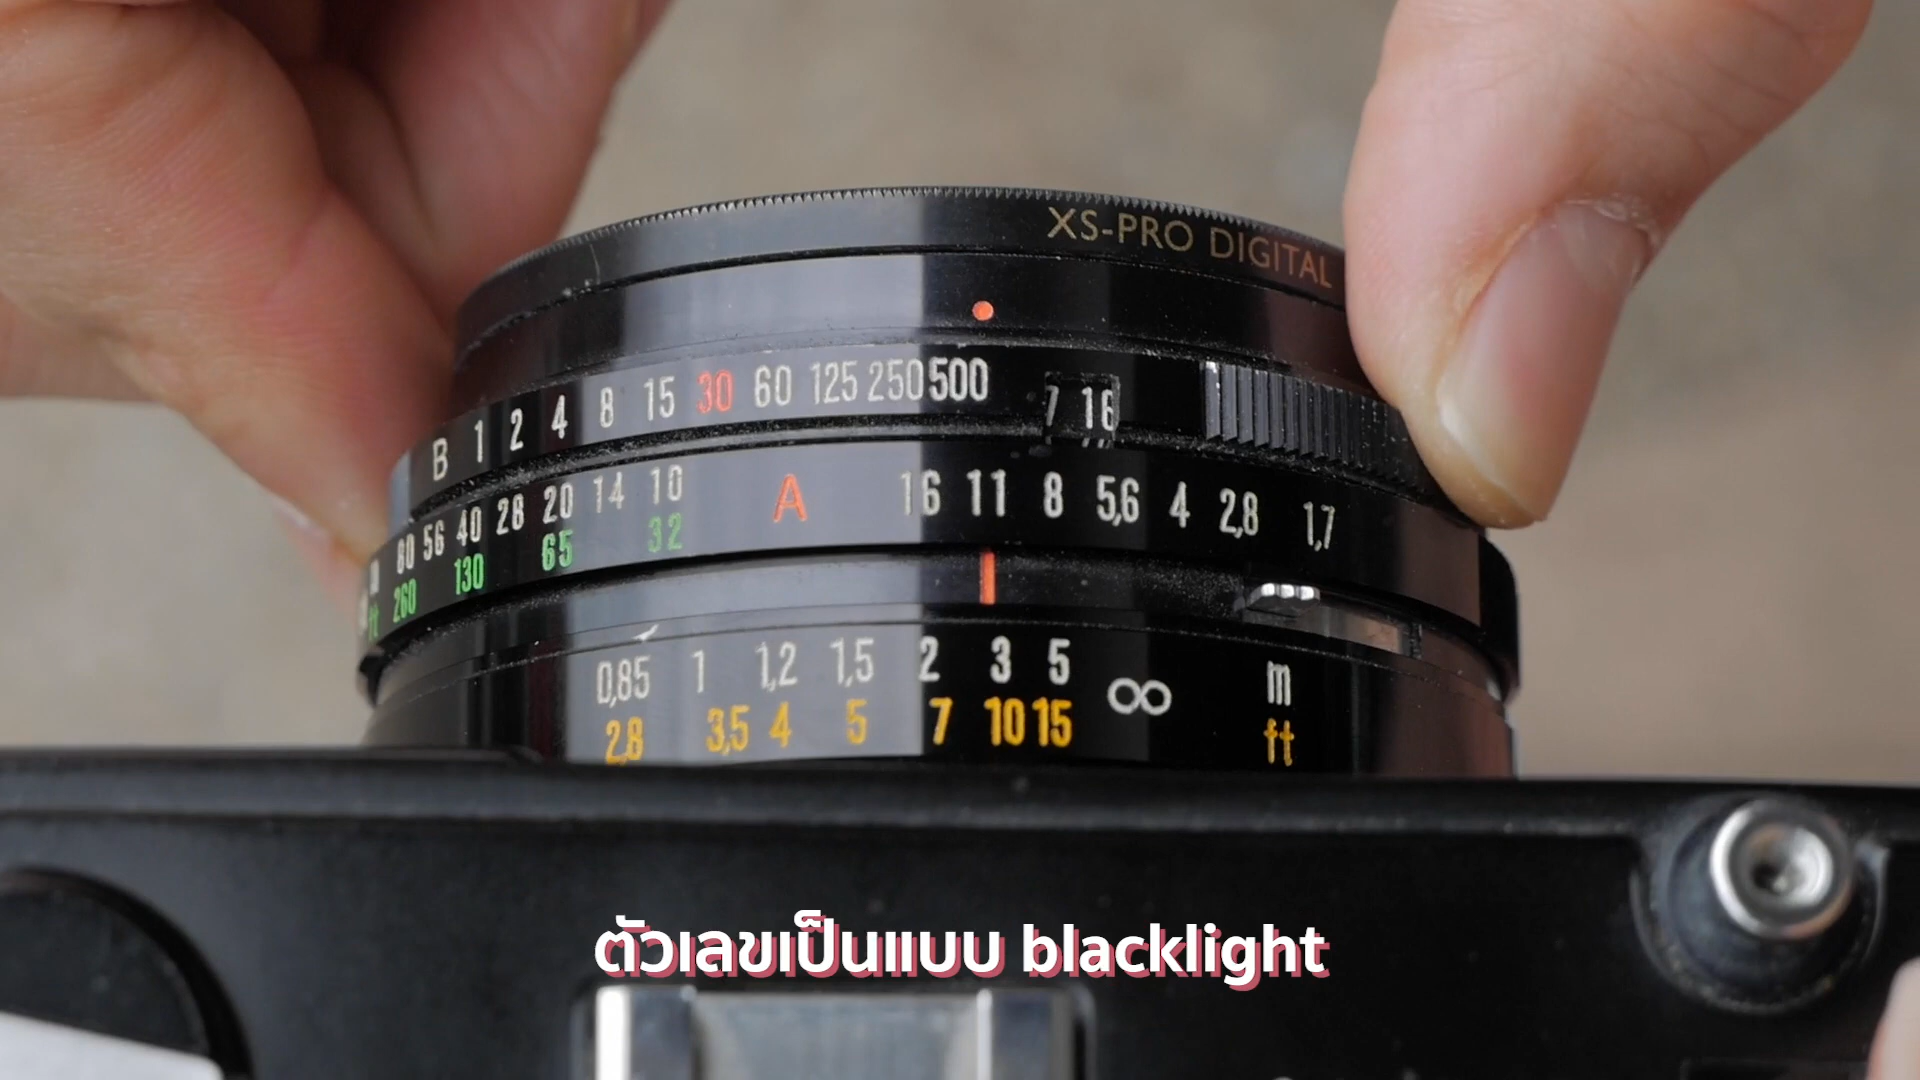 XS-PRO DIGITAL
B 1 2 4 8 15 30 60 125 250 500
7 16
80 56 40 28 20 14 10 A 16 11 8 5,6 4 2,8 1,7
ft 260 130 65 32
0,85 1 1,2 1,5 2 3 5 ∞ m
2,8 3,5 4 5 7 10 15 ft
ตัวเลขเป็นแบบ blacklight